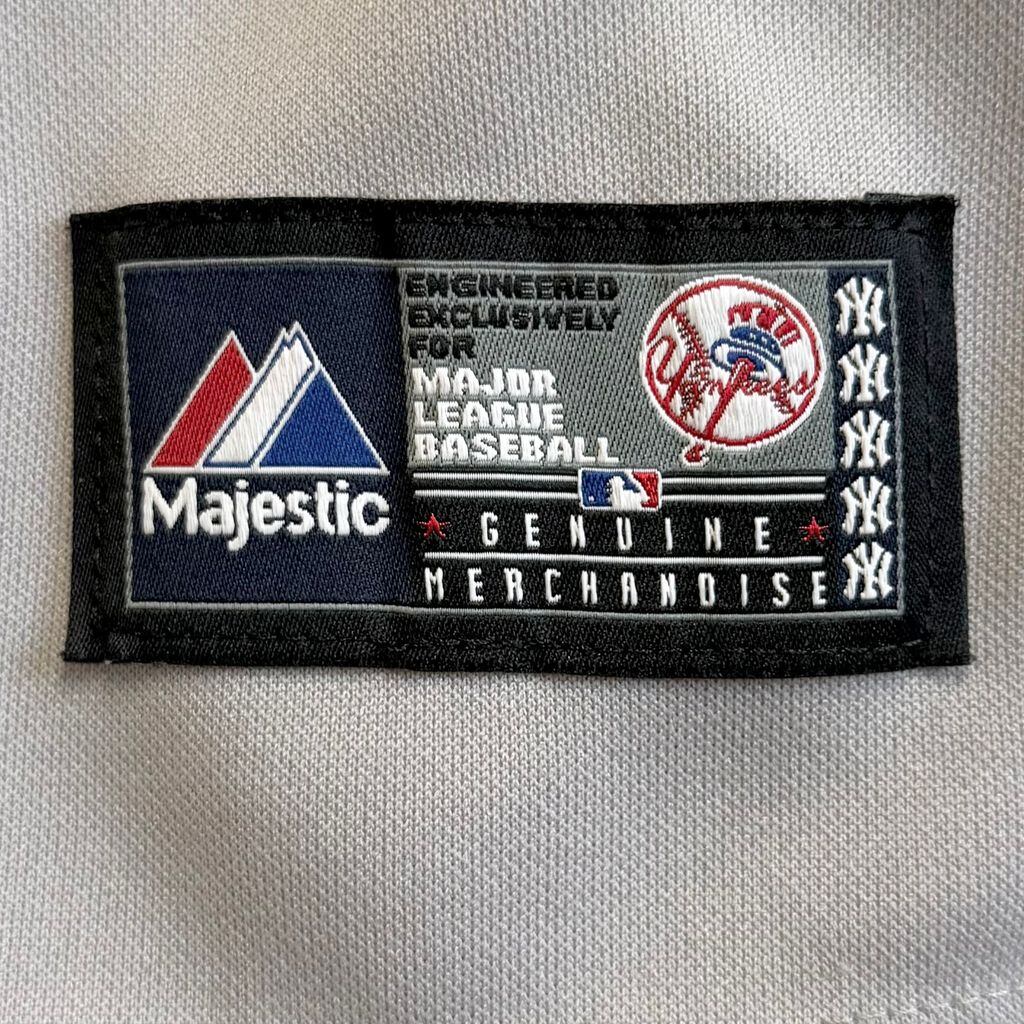 Majestic
ENGINEERED
EXCLUSIVELY
FOR
MAJOR
LEAGUE
BASEBALL
Yankees
GENUINE
MERCHANDISE
NY
NY
NY
NY
NY